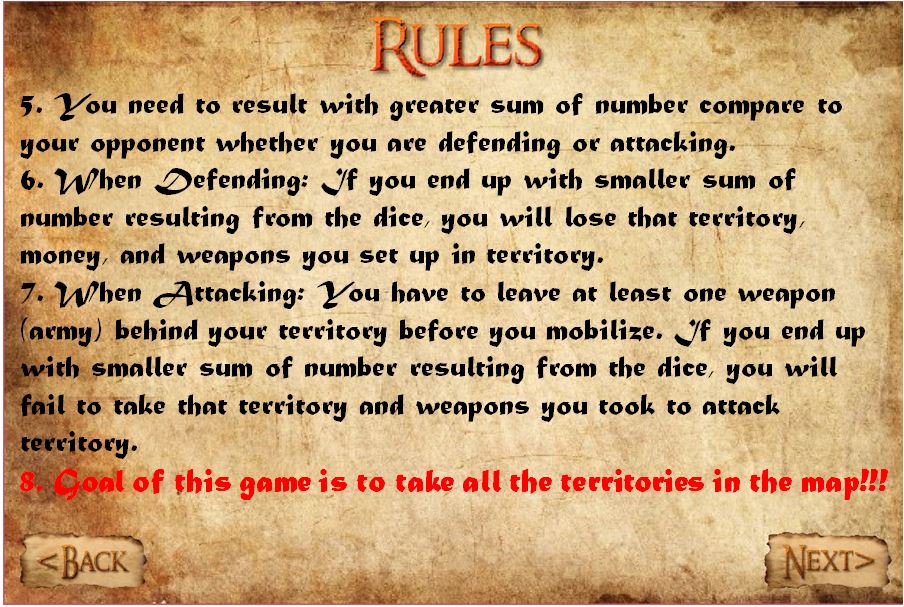 RULES
5. You need to result with greater sum of number compare to
your opponent whether you are defending or attacking.
6. When Defending: If you end up with smaller sum of
number resulting from the dice, you will lose that territory,
money, and weapons you set up in territory.
7. When Attacking: You have to leave at least one weapon
(army) behind your territory before you mobilize. If you end up
with smaller sum of number resulting from the dice, you will
fail to take that territory and weapons you took to attack
territory.
8. Goal of this game is to take all the territories in the map!!!
<BACK
NEXT>